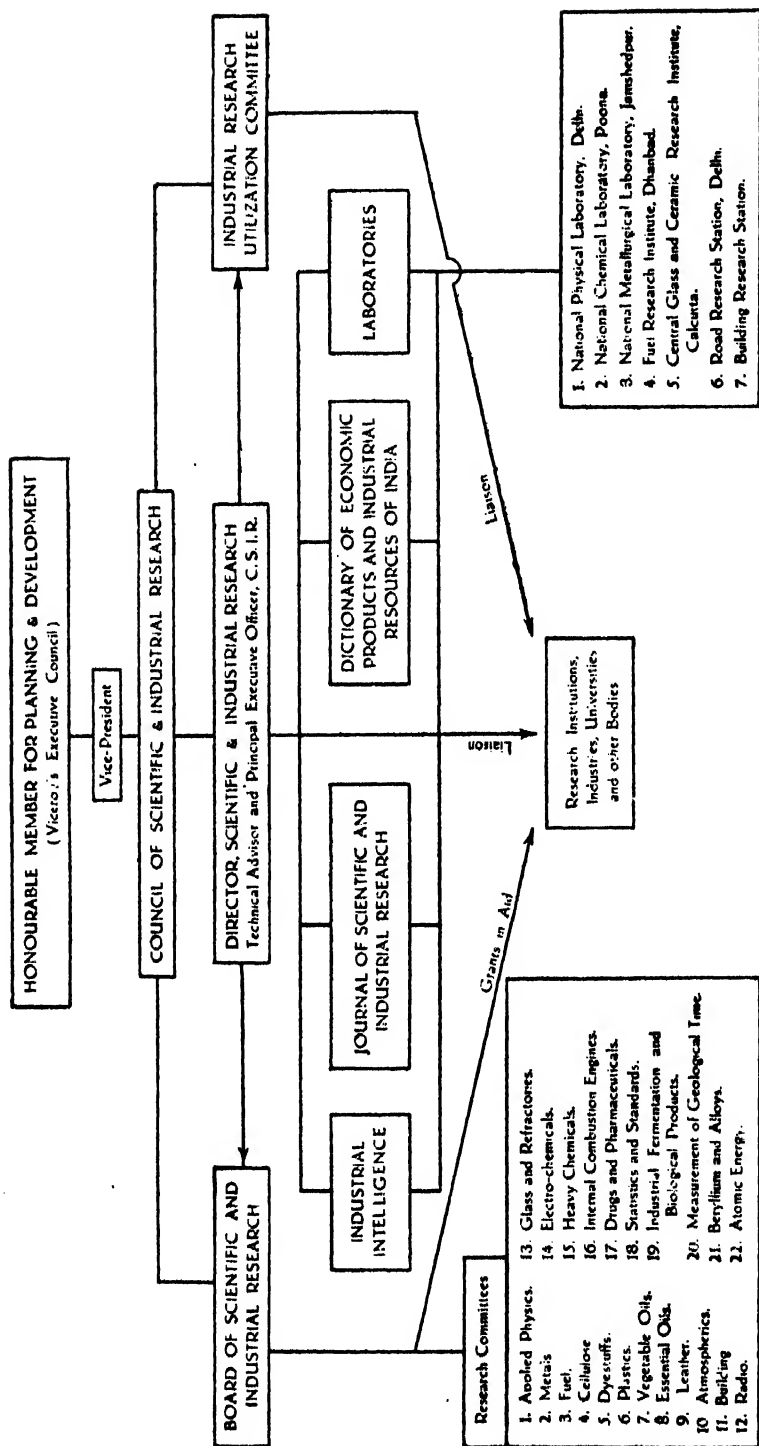 HONOURABLE MEMBER FOR PLANNING & DEVELOPMENT
(Viceroy's Executive Council)
Vice-President
COUNCIL OF SCIENTIFIC & INDUSTRIAL RESEARCH
BOARD OF SCIENTIFIC AND
INDUSTRIAL RESEARCH
DIRECTOR, SCIENTIFIC & INDUSTRIAL RESEARCH
Technical Advisor and Principal Executive Officer, C.S.I.R.
INDUSTRIAL RESEARCH
UTILIZATION COMMITTEE
INDUSTRIAL
INTELLIGENCE
JOURNAL OF SCIENTIFIC AND
INDUSTRIAL RESEARCH
DICTIONARY OF ECONOMIC
PRODUCTS AND INDUSTRIAL
RESOURCES OF INDIA
LABORATORIES
Grants in Aid
Liaison
Liaison
Research Institutions,
Industries, Universities
and other Bodies
Research Committees
1. Applied Physics.
2. Metals
3. Fuel.
4. Cellulose
5. Dyestuffs.
6. Plastics.
7. Vegetable Oils.
8. Essential Oils.
9. Leather.
10 Atmospherics.
11. Building
12. Radio.
13. Glass and Refractories.
14. Electro-chemicals.
15. Heavy Chemicals.
16. Internal Combustion Engines.
17. Drugs and Pharmaceuticals.
18. Statistics and Standards.
19. Industrial Fermentation and
Biological Products.
20. Measurement of Geological Time.
21. Beryllium and Alloys.
22. Atomic Energy.
1. National Physical Laboratory, Delhi.
2. National Chemical Laboratory, Poona.
3. National Metallurgical Laboratory, Jamshedpur.
4. Fuel Research Institute, Dhanbad.
5. Central Glass and Ceramic Research Institute,
Calcutta.
6. Road Research Station, Delhi.
7. Building Research Station.